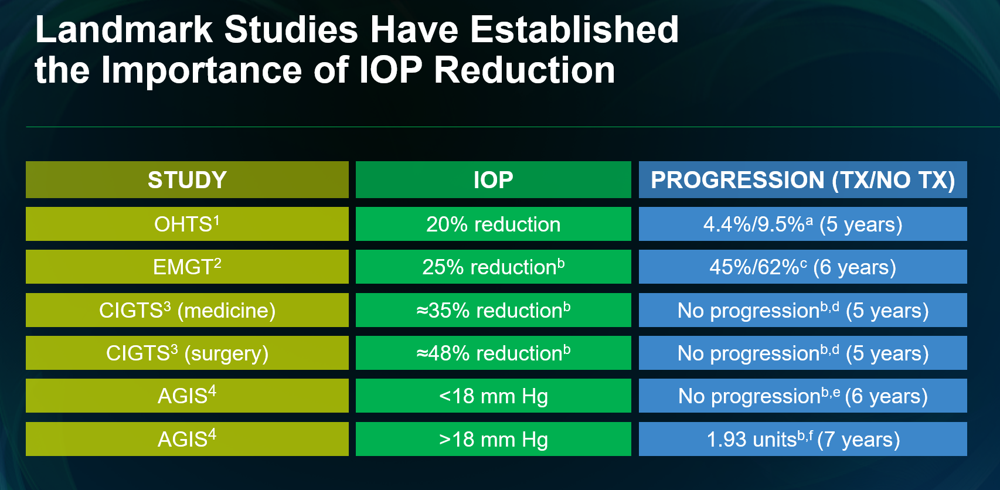 Landmark Studies Have Established
the Importance of IOP Reduction
STUDY IOP PROGRESSION (TX/NO TX)
OHTS¹ 20% reduction 4.4%/9.5%ᵃ (5 years)
EMGT² 25% reductionᵇ 45%/62%ᶜ (6 years)
CIGTS³ (medicine) ≈35% reductionᵇ No progressionᵇ,ᵈ (5 years)
CIGTS³ (surgery) ≈48% reductionᵇ No progressionᵇ,ᵈ (5 years)
AGIS⁴ <18 mm Hg No progressionᵇ,ᵉ (6 years)
AGIS⁴ >18 mm Hg 1.93 unitsᵇ,ᶠ (7 years)